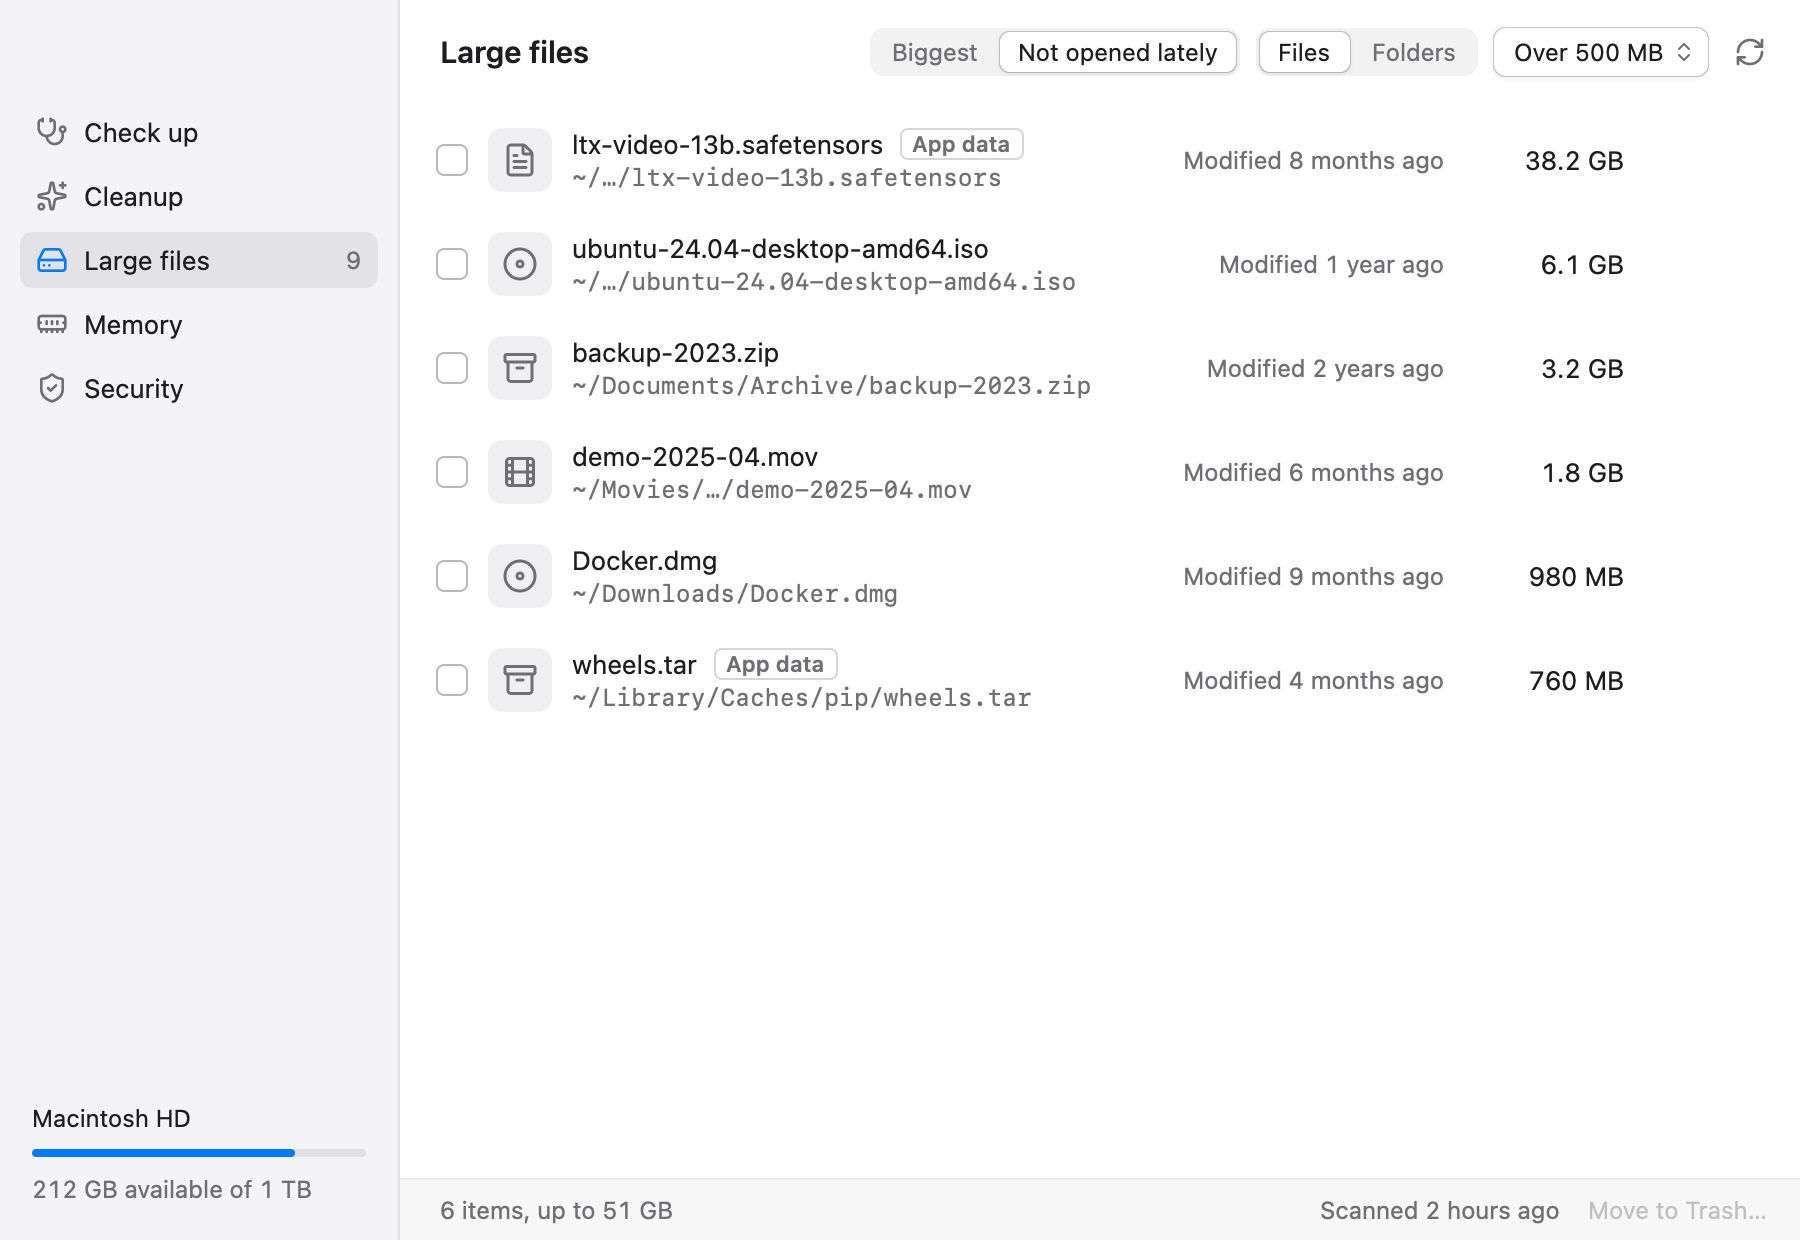 Check up
Cleanup
Large files 9
Memory
Security
Macintosh HD
212 GB available of 1 TB
Large files
Biggest Not opened lately Files Folders Over 500 MB
ltx-video-13b.safetensors App data
~/…/ltx-video-13b.safetensors
Modified 8 months ago 38.2 GB
ubuntu-24.04-desktop-amd64.iso
~/…/ubuntu-24.04-desktop-amd64.iso
Modified 1 year ago 6.1 GB
backup-2023.zip
~/Documents/Archive/backup-2023.zip
Modified 2 years ago 3.2 GB
demo-2025-04.mov
~/Movies/…/demo-2025-04.mov
Modified 6 months ago 1.8 GB
Docker.dmg
~/Downloads/Docker.dmg
Modified 9 months ago 980 MB
wheels.tar App data
~/Library/Caches/pip/wheels.tar
Modified 4 months ago 760 MB
6 items, up to 51 GB
Scanned 2 hours ago Move to Trash…